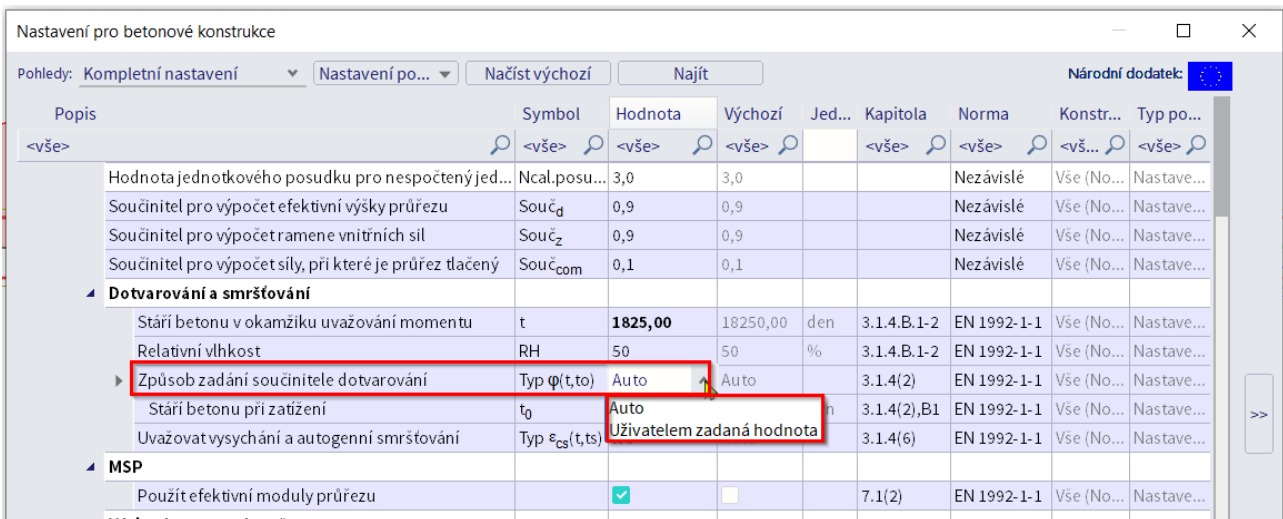 Nastavení pro betonové konstrukce
Pohledy: Kompletní nastavení Nastavení po... Načíst výchozí Najít Národní dodatek:
Popis Symbol Hodnota Výchozí Jed... Kapitola Norma Konstr... Typ po...
<vše> <vše> <vše> <vše> <vše> <vše> <vš... <vše>
Hodnota jednotkového posudku pro nespočtený jed... Ncal.posu... 3,0 3,0 Nezávislé Vše (No... Nastave...
Součinitel pro výpočet efektivní výšky průřezu Souč_d 0,9 0,9 Nezávislé Vše (No... Nastave...
Součinitel pro výpočet ramene vnitřních sil Souč_z 0,9 0,9 Nezávislé Vše (No... Nastave...
Součinitel pro výpočet síly, při které je průřez tlačený Souč_com 0,1 0,1 Nezávislé Vše (No... Nastave...
Dotvarování a smršťování
Stáří betonu v okamžiku uvažování momentu t 1825,00 18250,00 den 3.1.4.B.1-2 EN 1992-1-1 Vše (No... Nastave...
Relativní vlhkost RH 50 50 % 3.1.4.B.1-2 EN 1992-1-1 Vše (No... Nastave...
Způsob zadání součinitele dotvarování Typ φ(t,to) Auto Auto 3.1.4(2) EN 1992-1-1 Vše (No... Nastave...
Stáří betonu při zatížení t_0 Auto 3.1.4(2),B1 EN 1992-1-1 Vše (No... Nastave...
Uživatelem zadaná hodnota
Uvažovat vysychání a autogenní smršťování Typ ε_cs(t,ts) 3.1.4(6) EN 1992-1-1 Vše (No... Nastave...
MSP
Použít efektivní moduly průřezu 7.1(2) EN 1992-1-1 Vše (No... Nastave...
>>